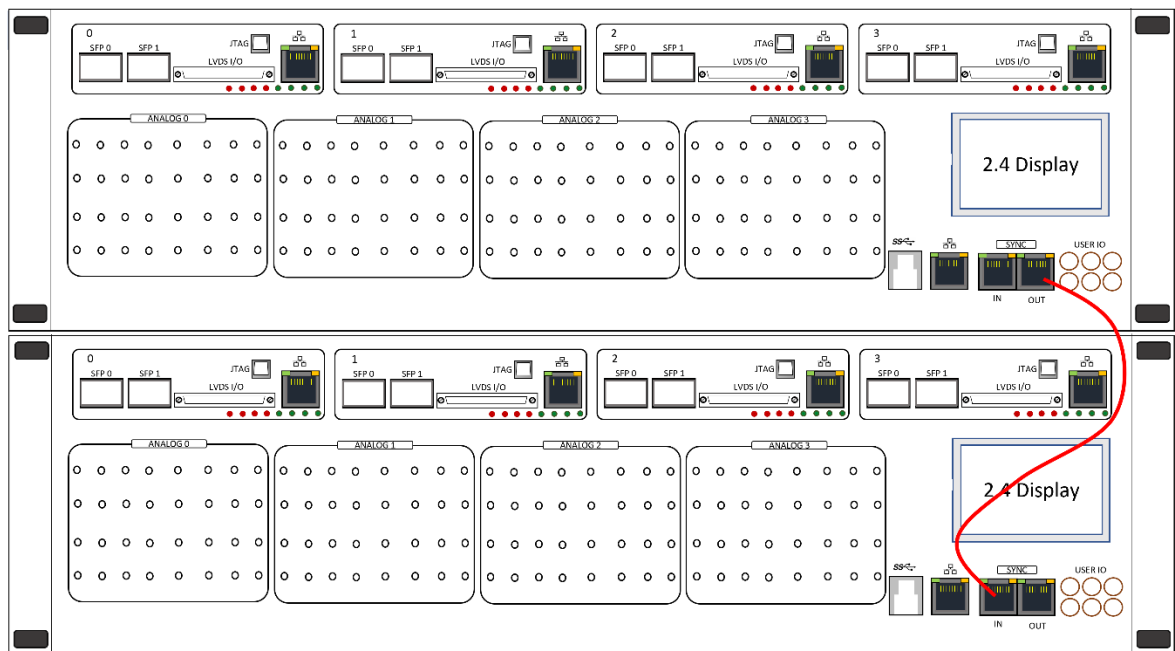 0 1 2 3
SFP 0 SFP 1 JTAG SFP 0 SFP 1 JTAG SFP 0 SFP 1 JTAG SFP 0 SFP 1 JTAG
LVDS I/O LVDS I/O LVDS I/O LVDS I/O
ANALOG 0 ANALOG 1 ANALOG 2 ANALOG 3
2.4 Display
SS SYNC USER IO
IN OUT
0 1 2 3
SFP 0 SFP 1 JTAG SFP 0 SFP 1 JTAG SFP 0 SFP 1 JTAG SFP 0 SFP 1 JTAG
LVDS I/O LVDS I/O LVDS I/O LVDS I/O
ANALOG 0 ANALOG 1 ANALOG 2 ANALOG 3
2.4 Display
SS SYNC USER IO
IN OUT